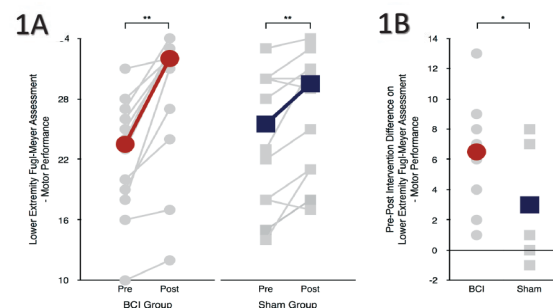 1A
**
**
.4
28
22
16
10
Lower Extremity Fugl-Meyer Assessment
- Motor Performance
Pre
Post
Pre
Post
BCI Group
Sham Group
1B
*
14
12
10
8
6
4
2
0
-2
Pre-Post Intervention Difference on
Lower Extremity Fugl-Meyer Assessment
- Motor Performance
BCI
Sham